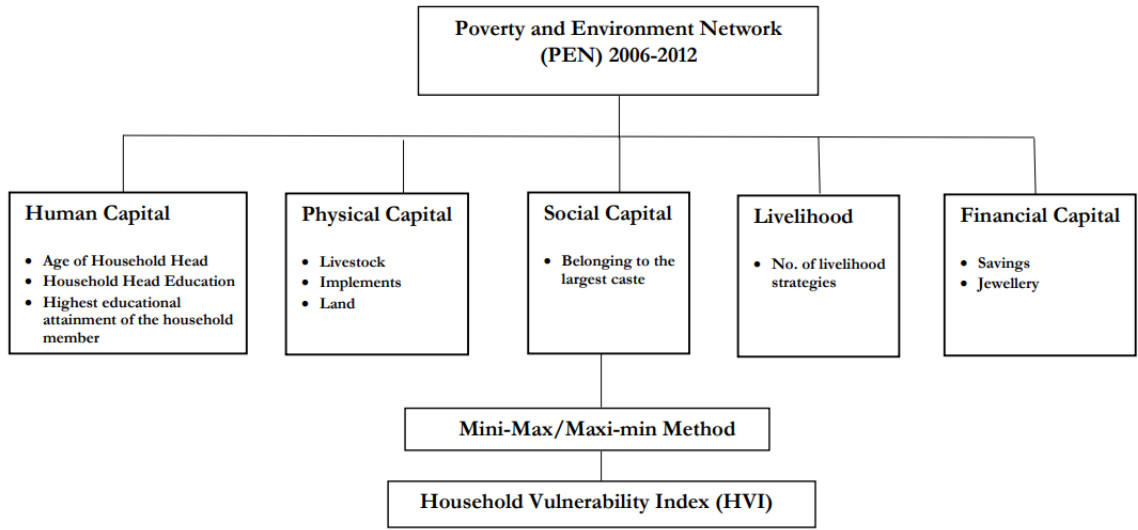 Poverty and Environment Network
(PEN) 2006-2012
Human Capital
• Age of Household Head
• Household Head Education
• Highest educational
attainment of the household
member
Physical Capital
• Livestock
• Implements
• Land
Social Capital
• Belonging to the
largest caste
Livelihood
• No. of livelihood
strategies
Financial Capital
• Savings
• Jewellery
Mini-Max/Maxi-min Method
Household Vulnerability Index (HVI)